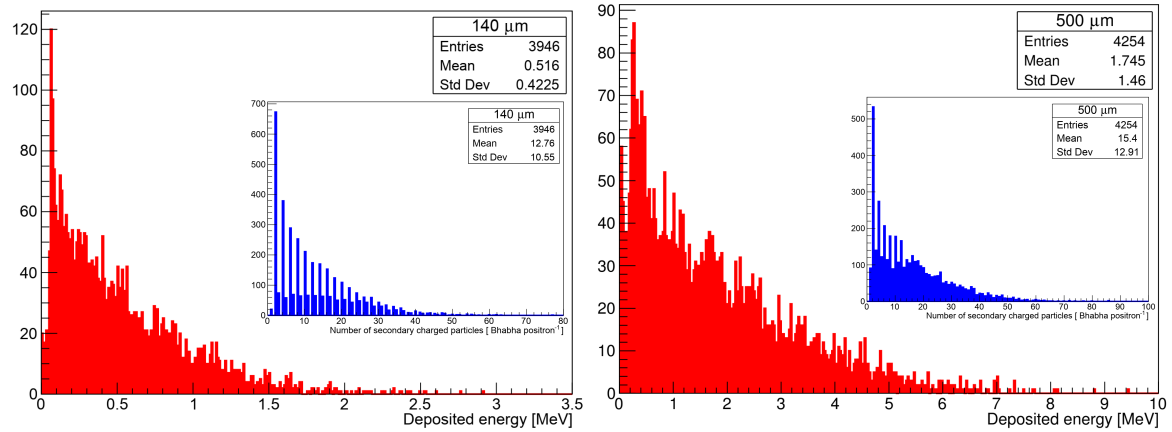 140 μm
Entries 3946
Mean 0.516
Std Dev 0.4225
120
100
80
60
40
20
0
0 0.5 1 1.5 2 2.5 3 3.5
Deposited energy [MeV]
140 μm
Entries 3946
Mean 12.76
Std Dev 10.55
700
600
500
400
300
200
100
0
0 10 20 30 40 50 60 70 80
Number of secondary charged particles [ Bhabha positron⁻¹]
500 μm
Entries 4254
Mean 1.745
Std Dev 1.46
90
80
70
60
50
40
30
20
10
0
0 1 2 3 4 5 6 7 8 9 10
Deposited energy [MeV]
500 μm
Entries 4254
Mean 15.4
Std Dev 12.91
500
400
300
200
100
0
0 10 20 30 40 50 60 70 80 90 100
Number of secondary charged particles [ Bhabha positron⁻¹]